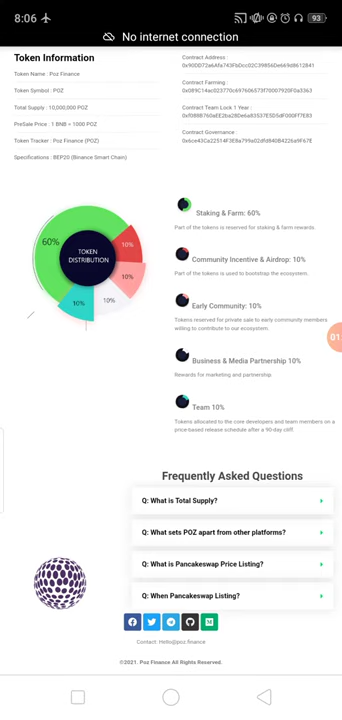 8:06
93
No internet connection
Token Information
Token Name : Poz Finance
Token Symbol : POZ
Total Supply : 10,000,000 POZ
PreSale Price : 1 BNB = 1000 POZ
Token Tracker : Poz Finance (POZ)
Specifications : BEP20 (Binance Smart Chain)
Contract Address :
0x90DD72a6Afa743FbDcc02C39856De669d8612841
Contract Farming :
0x089C14ac023770c697606573f70007920F0a3363
Contract Team Lock 1 Year :
0xf088B7b0aEE2ba28De6a83537E5D5dF000Ff7E83
Contract Governance :
0x6ce43Ca22514F3E8a799a02dfd840B4226a9F67E
60%
10%
10%
10%
10%
TOKEN
DISTRIBUTION
Staking & Farm: 60%
Part of the tokens is reserved for staking & farm rewards.
Community Incentive & Airdrop: 10%
Part of the tokens is used to bootstrap the ecosystem.
Early Community: 10%
Tokens reserved for private sale to early community members
willing to contribute to our ecosystem.
Business & Media Partnership 10%
Rewards for marketing and partnership.
Team 10%
Tokens allocated to the core developers and team members on a
price-based release schedule after a 90-day cliff.
Frequently Asked Questions
Q: What is Total Supply?
Q: What sets POZ apart from other platforms?
Q: What is Pancakeswap Price Listing?
Q: When Pancakeswap Listing?
Contact: Hello@poz.finance
©2021. Poz Finance All Rights Reserved.